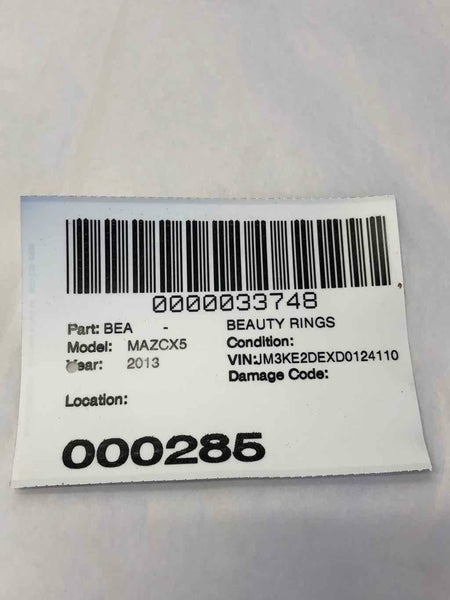 0000033748
Part: BEA - BEAUTY RINGS
Model: MAZCX5 Condition:
Year: 2013 VIN:JM3KE2DEXD0124110
Damage Code:
Location:
000285